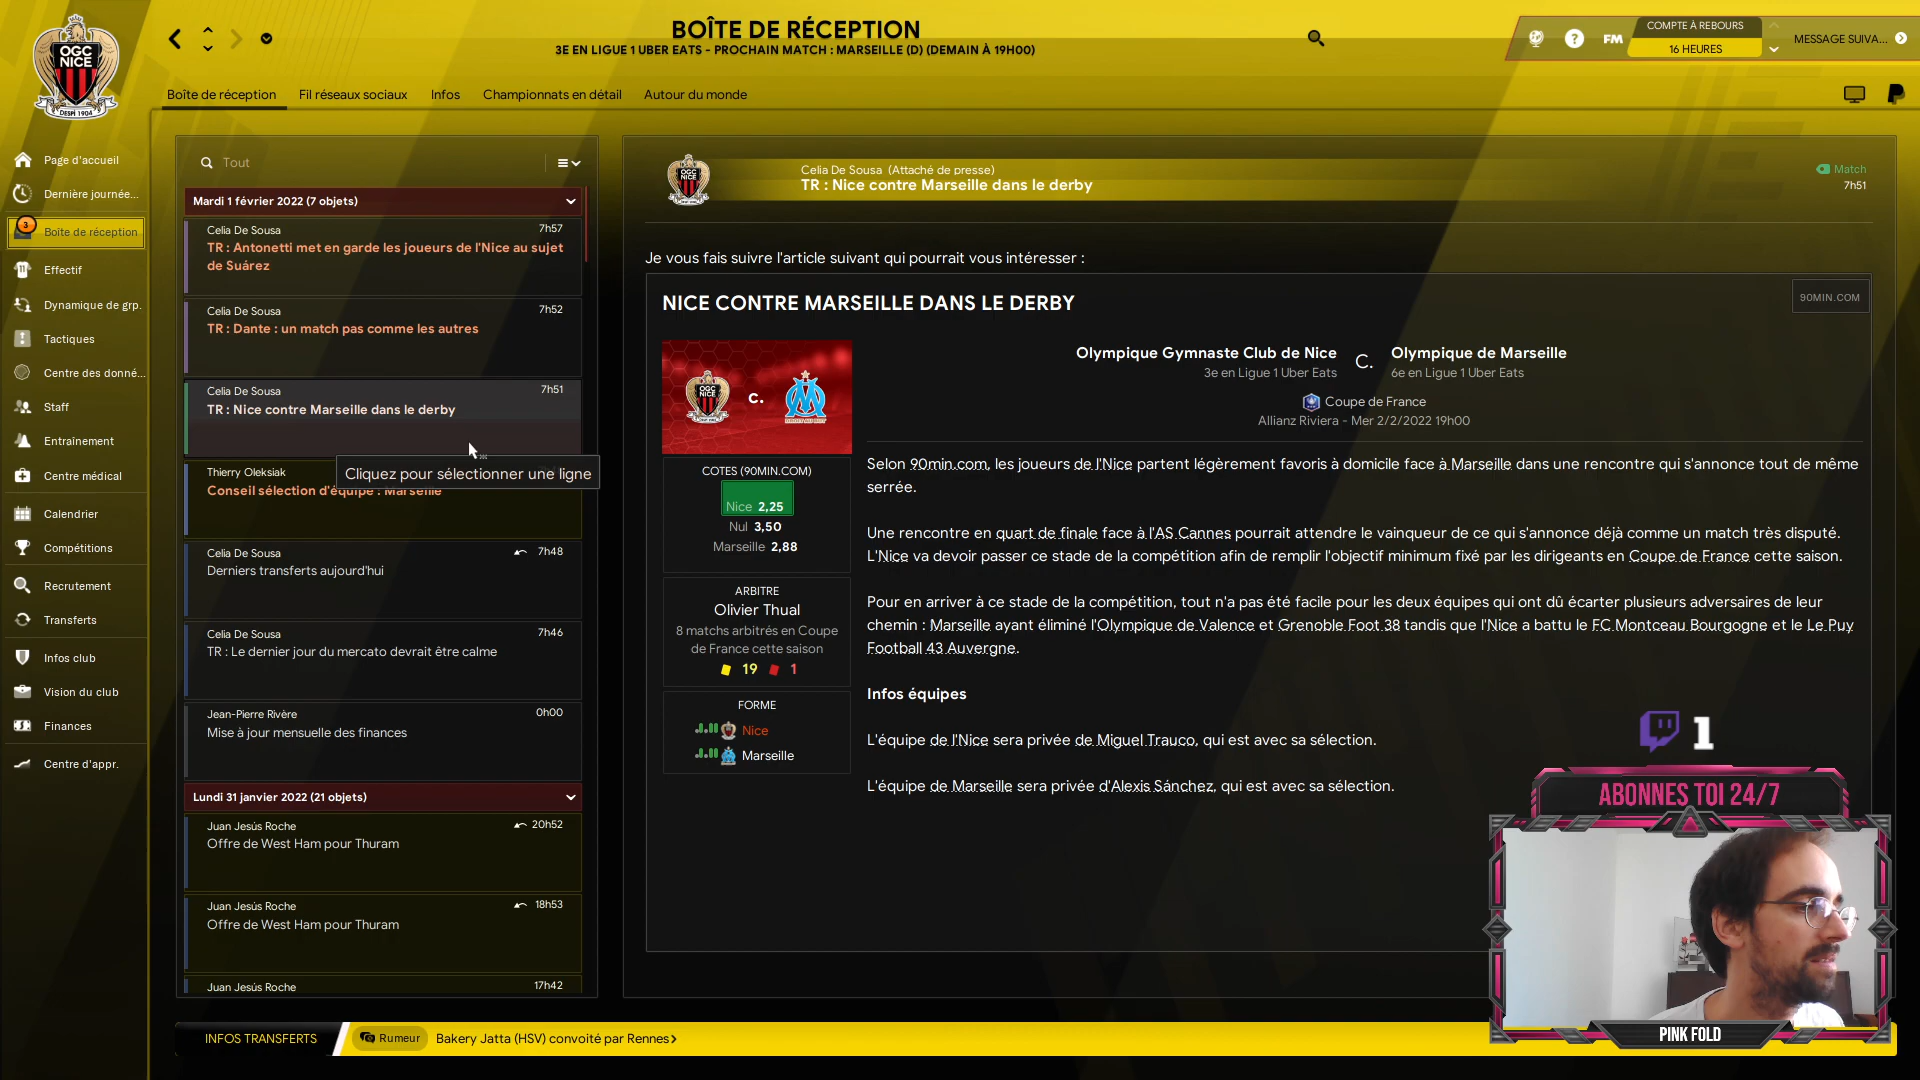 OGC
NICE
DESPI 1904
BOÎTE DE RÉCEPTION
3E EN LIGUE 1 UBER EATS - PROCHAIN MATCH : MARSEILLE (D) (DEMAIN À 19H00)
FM
COMPTE À REBOURS
16 HEURES
MESSAGE SUIVA...
Boîte de réception
Fil réseaux sociaux
Infos
Championnats en détail
Autour du monde
Page d'accueil
Dernière journée...
3
Boîte de réception
Effectif
Dynamique de grp.
Tactiques
Centre des donné...
Staff
Entraînement
Centre médical
Calendrier
Compétitions
Recrutement
Transferts
Infos club
Vision du club
Finances
Centre d'appr.
Tout
Mardi 1 février 2022 (7 objets)
Celia De Sousa 7h57
TR : Antonetti met en garde les joueurs de l'Nice au sujet
de Suárez
Celia De Sousa 7h52
TR : Dante : un match pas comme les autres
Celia De Sousa 7h51
TR : Nice contre Marseille dans le derby
Thierry Oleksiak
Cliquez pour sélectionner une ligne
Conseil sélection d'équipe : Marseille
Celia De Sousa 7h48
Derniers transferts aujourd'hui
Celia De Sousa 7h46
TR : Le dernier jour du mercato devrait être calme
Jean-Pierre Rivère 0h00
Mise à jour mensuelle des finances
Lundi 31 janvier 2022 (21 objets)
Juan Jesús Roche 20h52
Offre de West Ham pour Thuram
Juan Jesús Roche 18h53
Offre de West Ham pour Thuram
Juan Jesús Roche 17h42
Celia De Sousa (Attaché de presse)
TR : Nice contre Marseille dans le derby
Match
7h51
Je vous fais suivre l'article suivant qui pourrait vous intéresser :
NICE CONTRE MARSEILLE DANS LE DERBY
90MIN.COM
OGC
NICE
C.
Olympique Gymnaste Club de Nice
3e en Ligue 1 Uber Eats
C.
Olympique de Marseille
6e en Ligue 1 Uber Eats
Coupe de France
Allianz Riviera - Mer 2/2/2022 19h00
COTES (90MIN.COM)
Nice 2,25
Nul 3,50
Marseille 2,88
ARBITRE
Olivier Thual
8 matchs arbitrés en Coupe
de France cette saison
19 1
FORME
Nice
Marseille
Selon 90min.com, les joueurs de l'Nice partent légèrement favoris à domicile face à Marseille dans une rencontre qui s'annonce tout de même
serrée.
Une rencontre en quart de finale face à l'AS Cannes pourrait attendre le vainqueur de ce qui s'annonce déjà comme un match très disputé.
L'Nice va devoir passer ce stade de la compétition afin de remplir l'objectif minimum fixé par les dirigeants en Coupe de France cette saison.
Pour en arriver à ce stade de la compétition, tout n'a pas été facile pour les deux équipes qui ont dû écarter plusieurs adversaires de leur
chemin : Marseille ayant éliminé l'Olympique de Valence et Grenoble Foot 38 tandis que l'Nice a battu le FC Montceau Bourgogne et le Le Puy
Football 43 Auvergne.
Infos équipes
L'équipe de l'Nice sera privée de Miguel Trauco, qui est avec sa sélection.
L'équipe de Marseille sera privée d'Alexis Sánchez, qui est avec sa sélection.
1
ABONNES TOI 24/7
PINK FOLD
INFOS TRANSFERTS
Rumeur
Bakery Jatta (HSV) convoité par Rennes